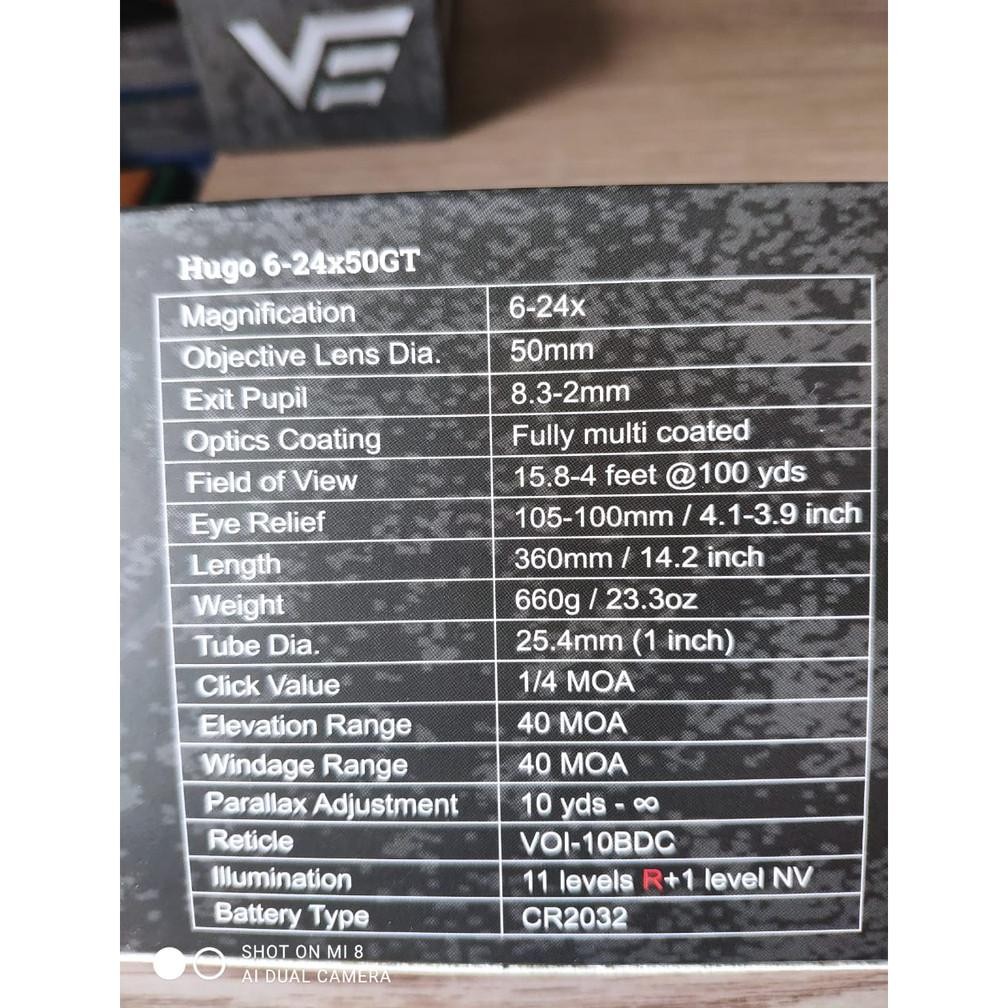 VE
Hugo 6-24x50GT
Magnification 6-24x
Objective Lens Dia. 50mm
Exit Pupil 8.3-2mm
Optics Coating Fully multi coated
Field of View 15.8-4 feet @100 yds
Eye Relief 105-100mm / 4.1-3.9 inch
Length 360mm / 14.2 inch
Weight 660g / 23.3oz
Tube Dia. 25.4mm (1 inch)
Click Value 1/4 MOA
Elevation Range 40 MOA
Windage Range 40 MOA
Parallax Adjustment 10 yds - ∞
Reticle VOI-10BDC
Illumination 11 levels R+1 level NV
Battery Type CR2032
SHOT ON MI 8
AI DUAL CAMERA